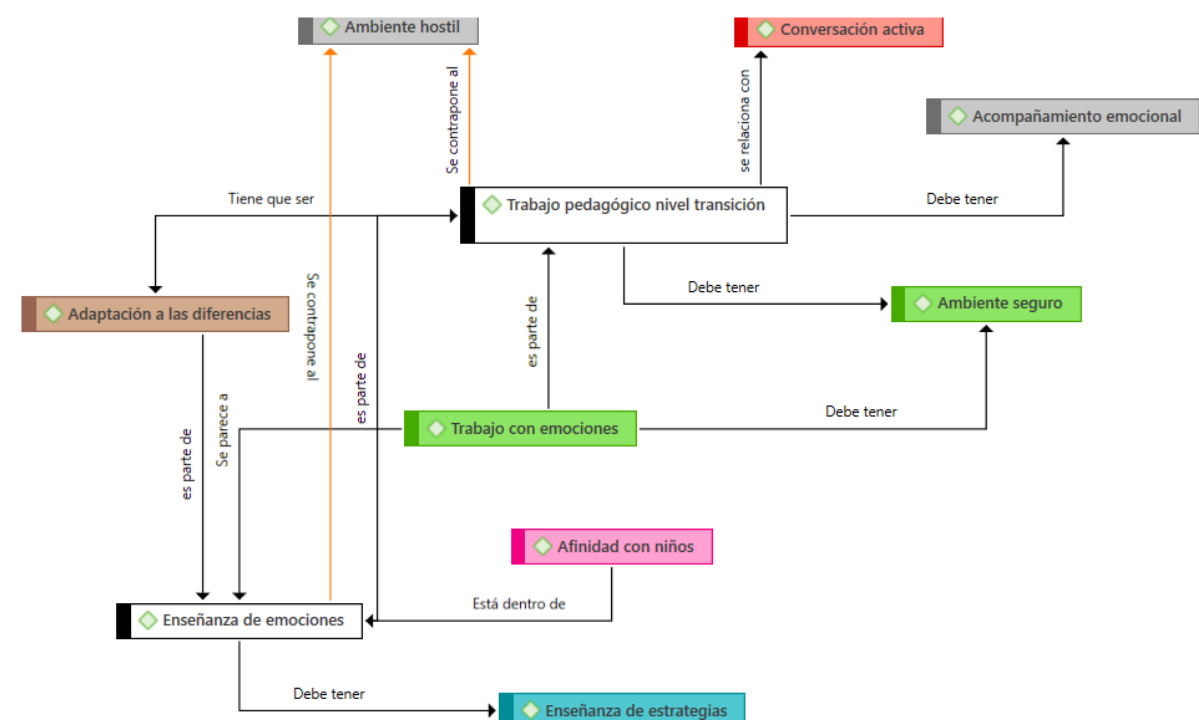 Ambiente hostil
Conversación activa
Se contrapone al
se relaciona con
Acompañamiento emocional
Tiene que ser
Trabajo pedagógico nivel transición
Debe tener
Se contrapone al
Debe tener
Adaptación a las diferencias
Ambiente seguro
es parte de
es parte de
Se parece a
es parte de
Trabajo con emociones
Debe tener
Afinidad con niños
Está dentro de
Enseñanza de emociones
Debe tener
Enseñanza de estrategias